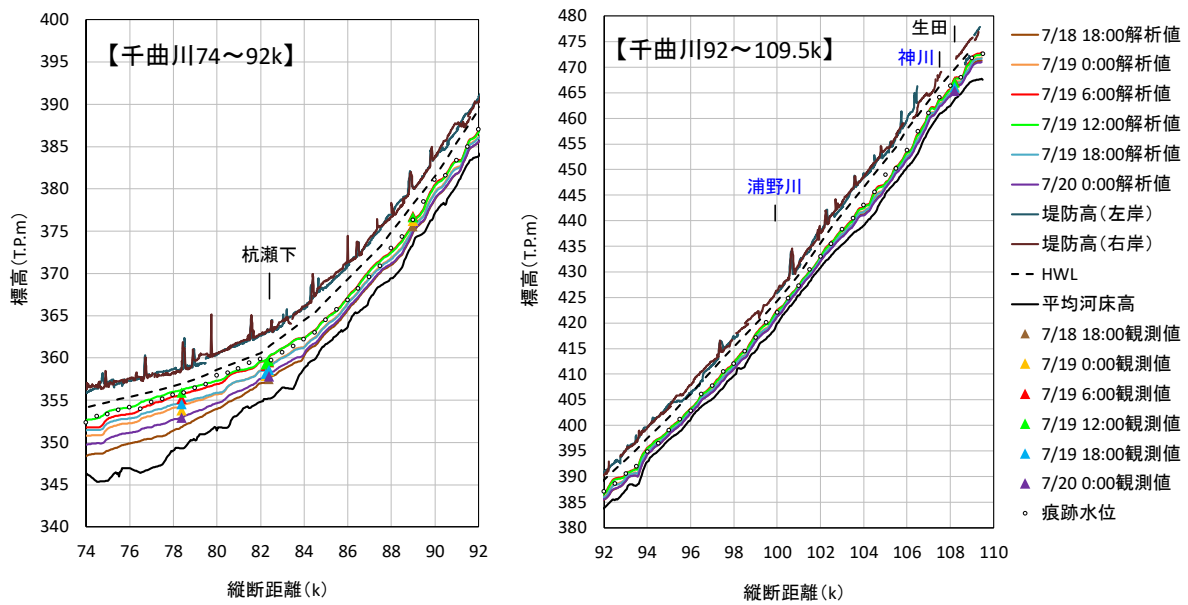 【千曲川74～92k】
標高（T.P.m）
400
390
380
370
360
350
340
杭瀬下
74 76 78 80 82 84 86 88 90 92
縦断距離（k）
【千曲川92～109.5k】
標高（T.P.m）
480
475
470
465
460
455
450
445
440
435
430
425
420
415
410
405
400
395
390
385
380
生田
神川
浦野川
92 94 96 98 100 102 104 106 108 110
縦断距離（k）
7/18 18:00解析値
7/19 0:00解析値
7/19 6:00解析値
7/19 12:00解析値
7/19 18:00解析値
7/20 0:00解析値
堤防高（左岸）
堤防高（右岸）
HWL
平均河床高
7/18 18:00観測値
7/19 0:00観測値
7/19 6:00観測値
7/19 12:00観測値
7/19 18:00観測値
7/20 0:00観測値
痕跡水位